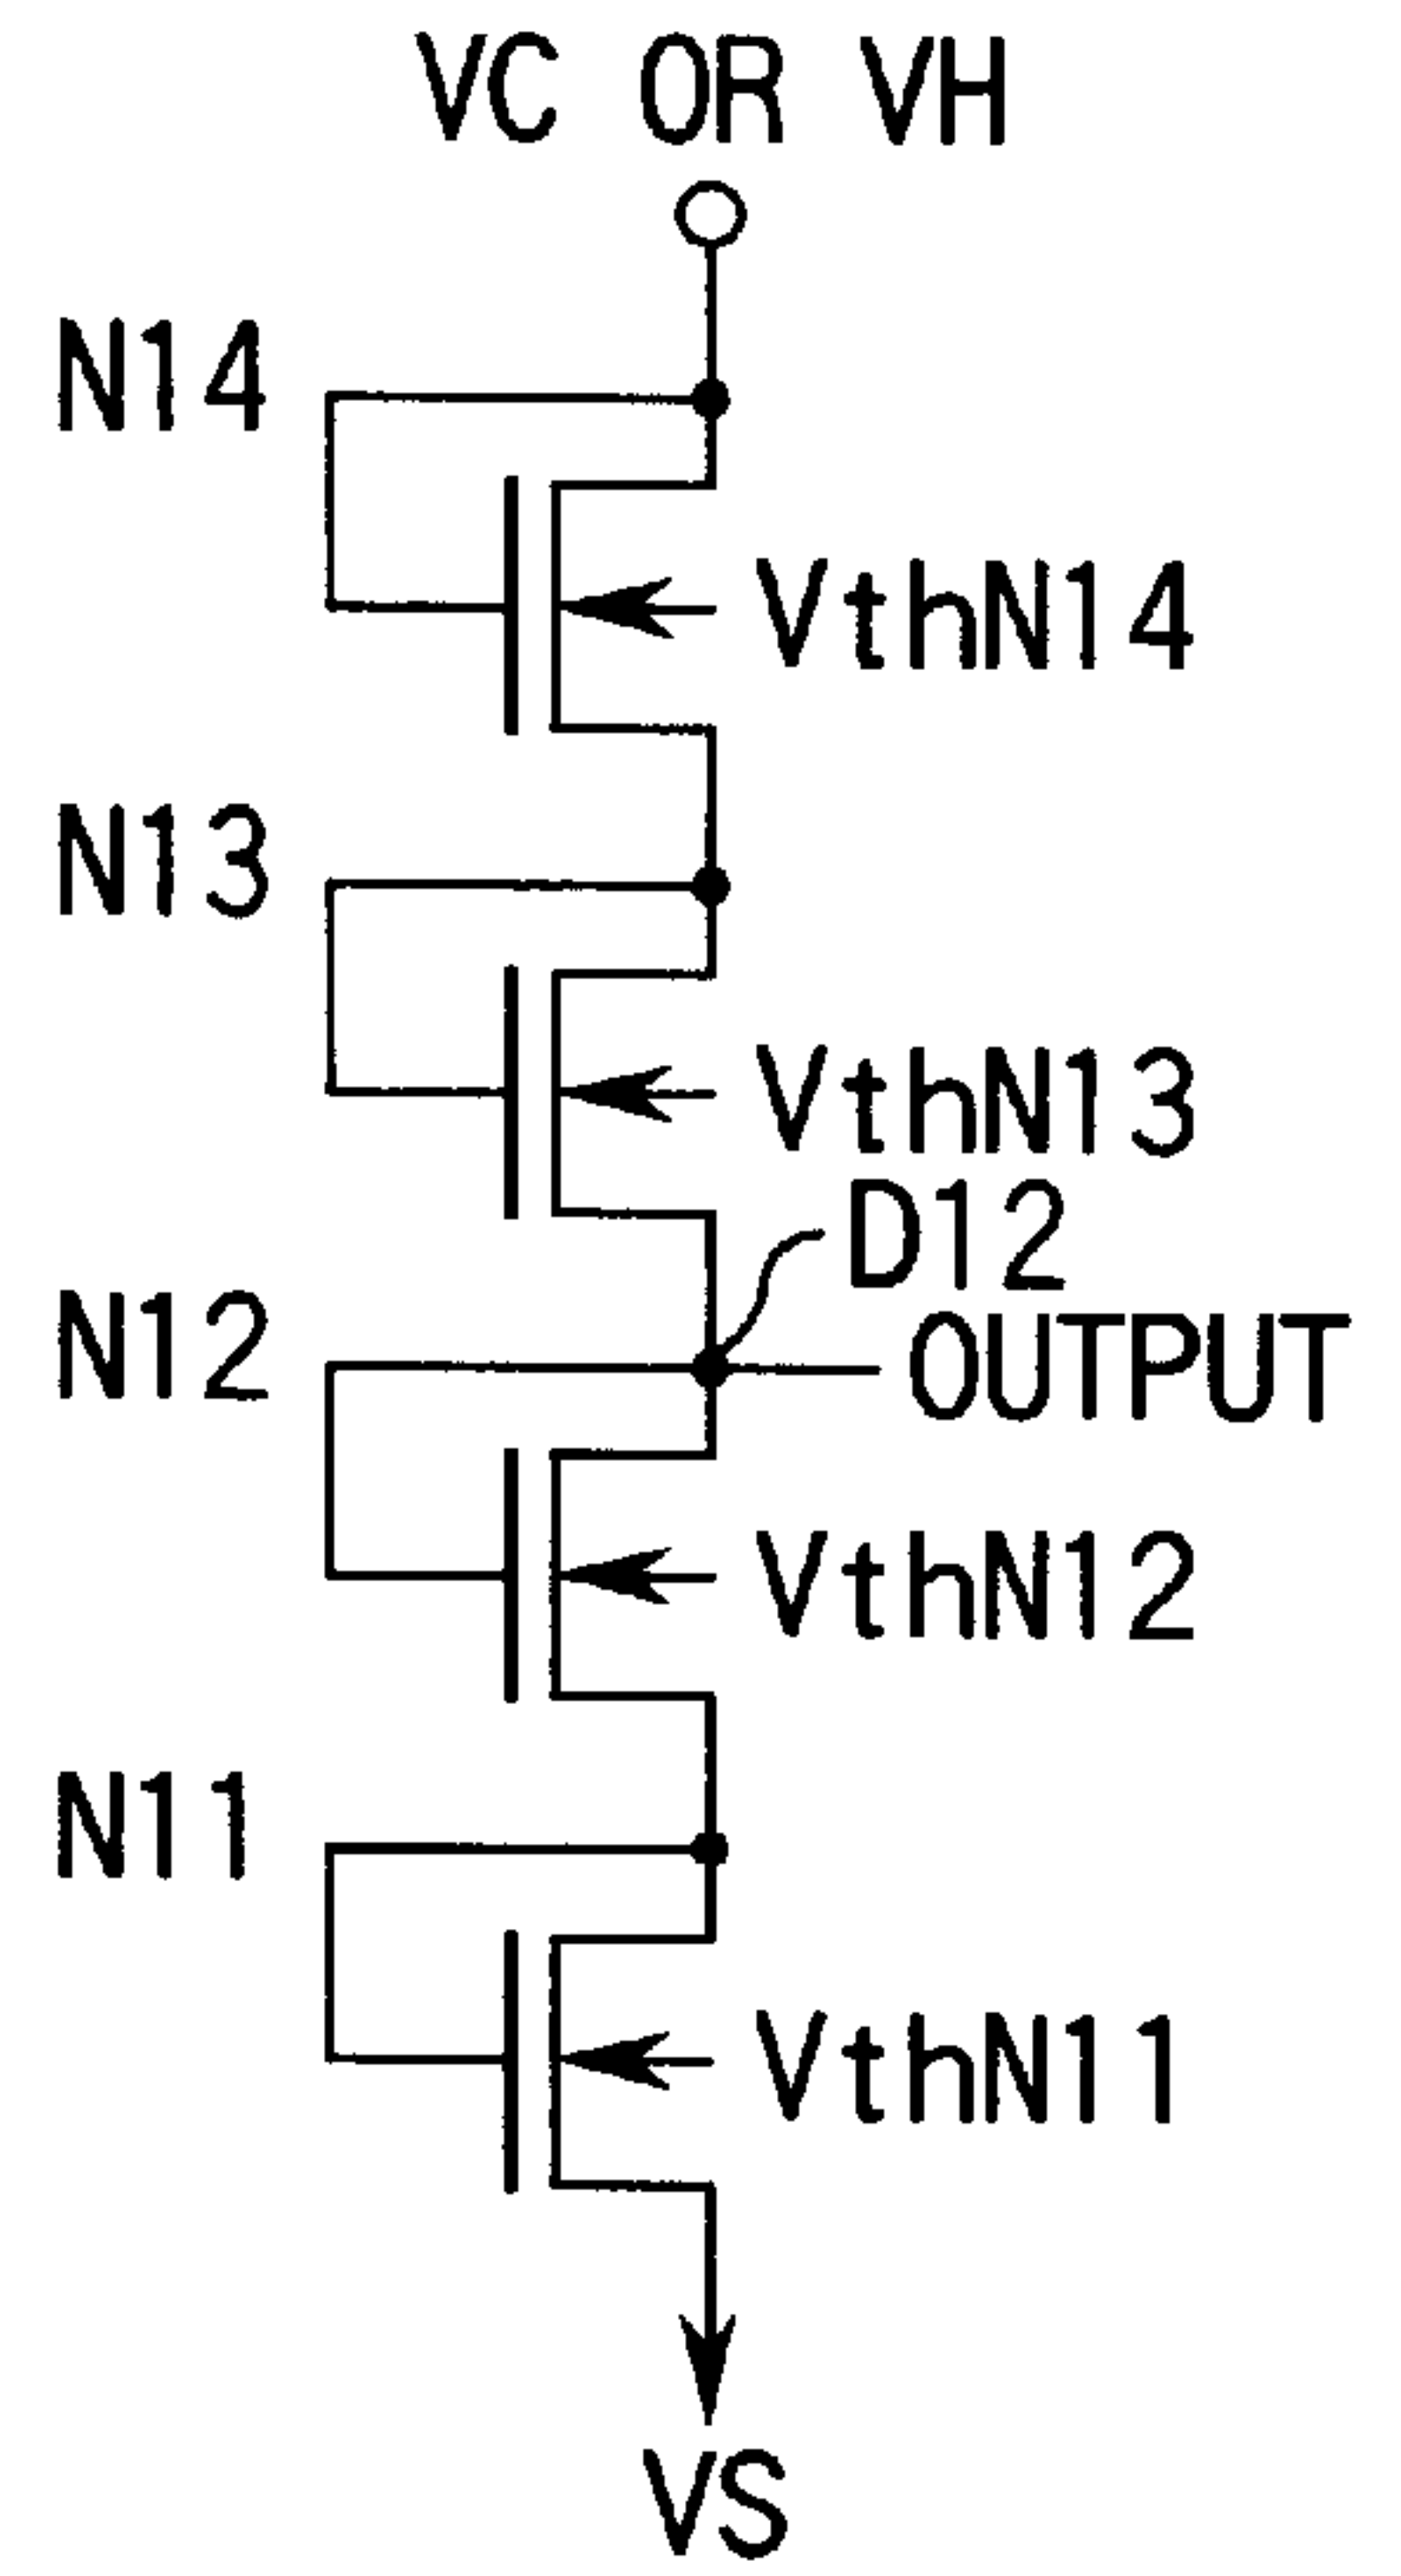 VC OR VH
N14
VthN14
N13
VthN13
D12
N12
OUTPUT
VthN12
N11
VthN11
VS